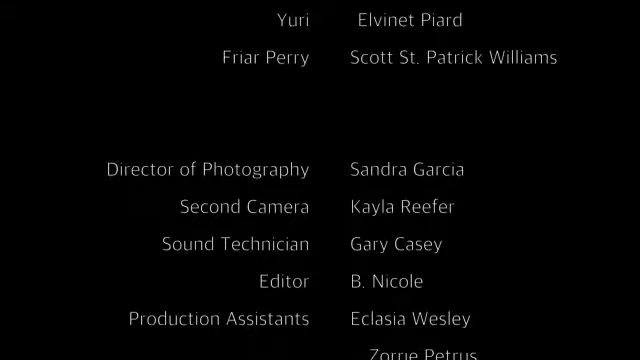 Yuri Elvinet Piard
Friar Perry Scott St. Patrick Williams
Director of Photography Sandra Garcia
Second Camera Kayla Reefer
Sound Technician Gary Casey
Editor B. Nicole
Production Assistants Eclasia Wesley
Zorrie Petrus